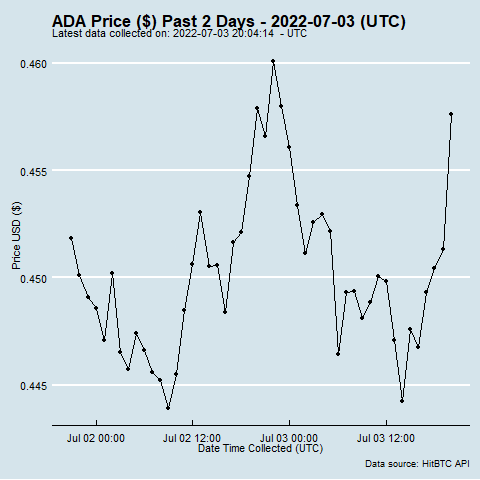 ADA Price ($) Past 2 Days - 2022-07-03 (UTC)
Latest data collected on: 2022-07-03 20:04:14 - UTC
0.460
0.455
0.450
0.445
Price USD ($)
Jul 02 00:00 Jul 02 12:00 Jul 03 00:00 Jul 03 12:00
Date Time Collected (UTC)
Data source: HitBTC API